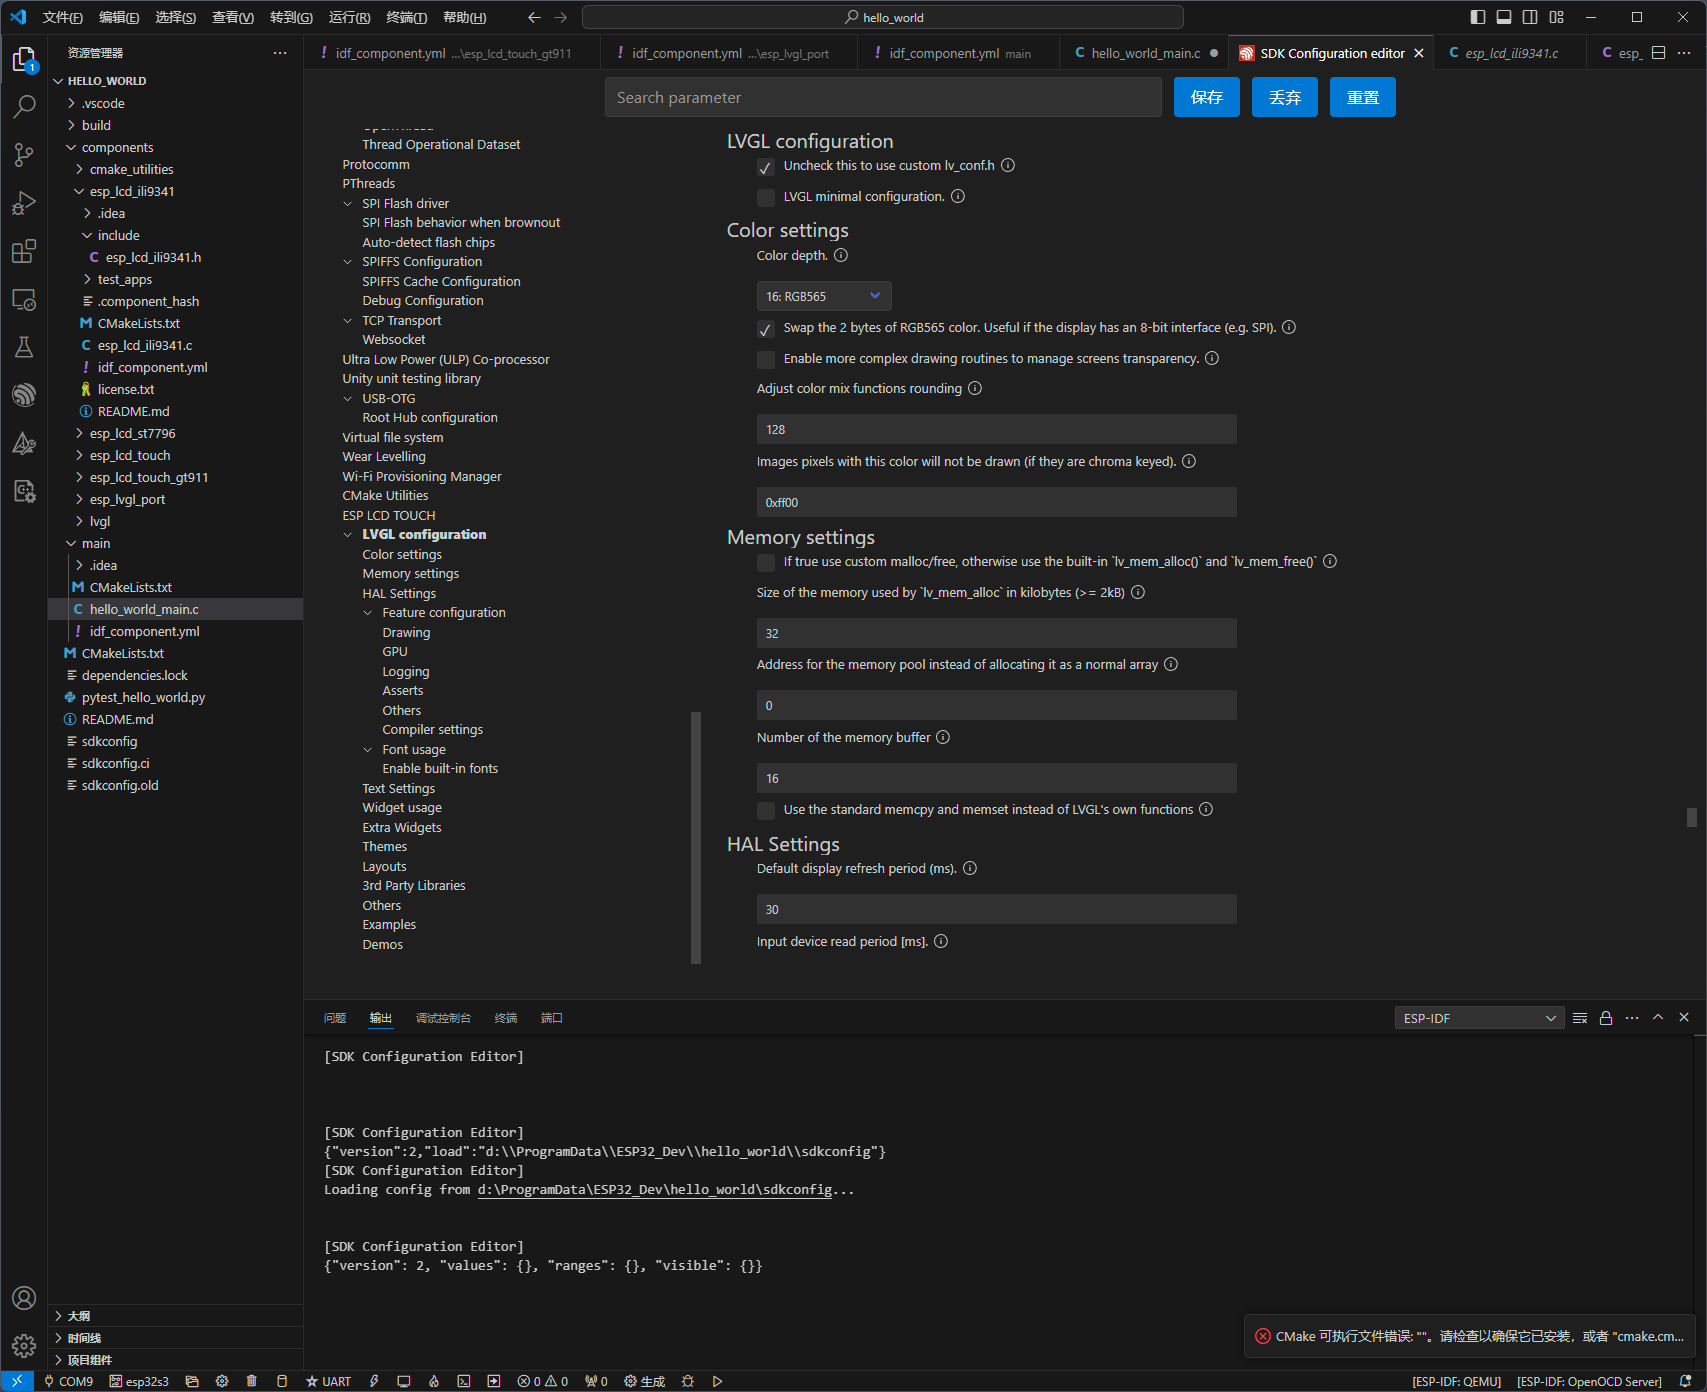 文件(F) 编辑(E) 选择(S) 查看(V) 转到(G) 运行(R) 终端(T) 帮助(H) hello_world
资源管理器
idf_component.yml ...\esp_lcd_touch_gt911
idf_component.yml ...\esp_lvgl_port
idf_component.yml main
hello_world_main.c
SDK Configuration editor
esp_lcd_ili9341.c
esp_
HELLO_WORLD
.vscode
build
components
cmake_utilities
esp_lcd_ili9341
.idea
include
esp_lcd_ili9341.h
test_apps
.component_hash
CMakeLists.txt
esp_lcd_ili9341.c
idf_component.yml
license.txt
README.md
esp_lcd_st7796
esp_lcd_touch
esp_lcd_touch_gt911
esp_lvgl_port
lvgl
main
.idea
CMakeLists.txt
hello_world_main.c
idf_component.yml
CMakeLists.txt
dependencies.lock
pytest_hello_world.py
README.md
sdkconfig
sdkconfig.ci
sdkconfig.old
大纲
时间线
项目组件
Search parameter
保存
丢弃
重置
Thread Operational Dataset
Protocomm
PThreads
SPI Flash driver
SPI Flash behavior when brownout
Auto-detect flash chips
SPIFFS Configuration
SPIFFS Cache Configuration
Debug Configuration
TCP Transport
Websocket
Ultra Low Power (ULP) Co-processor
Unity unit testing library
USB-OTG
Root Hub configuration
Virtual file system
Wear Levelling
Wi-Fi Provisioning Manager
CMake Utilities
ESP LCD TOUCH
LVGL configuration
Color settings
Memory settings
HAL Settings
Feature configuration
Drawing
GPU
Logging
Asserts
Others
Compiler settings
Font usage
Enable built-in fonts
Text Settings
Widget usage
Extra Widgets
Themes
Layouts
3rd Party Libraries
Others
Examples
Demos
LVGL configuration
Uncheck this to use custom lv_conf.h
LVGL minimal configuration.
Color settings
Color depth.
16: RGB565
Swap the 2 bytes of RGB565 color. Useful if the display has an 8-bit interface (e.g. SPI).
Enable more complex drawing routines to manage screens transparency.
Adjust color mix functions rounding
128
Images pixels with this color will not be drawn (if they are chroma keyed).
0xff00
Memory settings
If true use custom malloc/free, otherwise use the built-in `lv_mem_alloc()` and `lv_mem_free()`
Size of the memory used by `lv_mem_alloc` in kilobytes (>= 2kB)
32
Address for the memory pool instead of allocating it as a normal array
0
Number of the memory buffer
16
Use the standard memcpy and memset instead of LVGL's own functions
HAL Settings
Default display refresh period (ms).
30
Input device read period [ms].
问题 输出 调试控制台 终端 端口 ESP-IDF
[SDK Configuration Editor]
[SDK Configuration Editor]
{"version":2,"load":"d:\\ProgramData\\ESP32_Dev\\hello_world\\sdkconfig"}
[SDK Configuration Editor]
Loading config from d:\ProgramData\ESP32_Dev\hello_world\sdkconfig...
[SDK Configuration Editor]
{"version": 2, "values": {}, "ranges": {}, "visible": {}}
CMake 可执行文件错误: ""。请检查以确保它已安装，或者 "cmake.cm...
1
COM9 esp32s3 UART 0 0 0 生成 [ESP-IDF: QEMU] [ESP-IDF: OpenOCD Server]